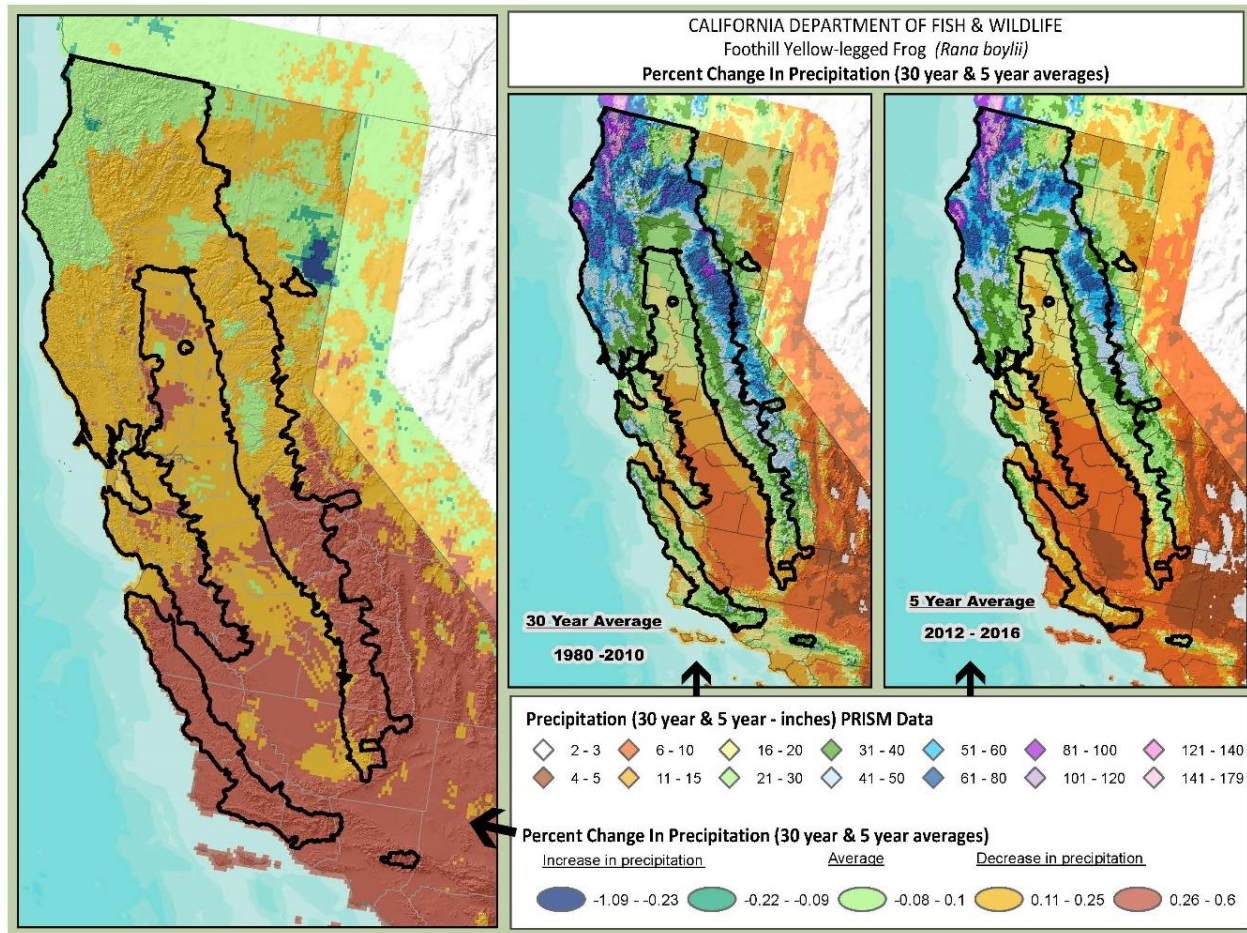 CALIFORNIA DEPARTMENT OF FISH & WILDLIFE
Foothill Yellow-legged Frog (Rana boylii)
Percent Change In Precipitation (30 year & 5 year averages)
30 Year Average
1980 -2010
5 Year Average
2012 - 2016
Precipitation (30 year & 5 year - inches) PRISM Data
2 - 3 6 - 10 16 - 20 31 - 40 51 - 60 81 - 100 121 - 140
4 - 5 11 - 15 21 - 30 41 - 50 61 - 80 101 - 120 141 - 179
Percent Change In Precipitation (30 year & 5 year averages)
Increase in precipitation Average Decrease in precipitation
-1.09 - -0.23 -0.22 - -0.09 -0.08 - 0.1 0.11 - 0.25 0.26 - 0.6